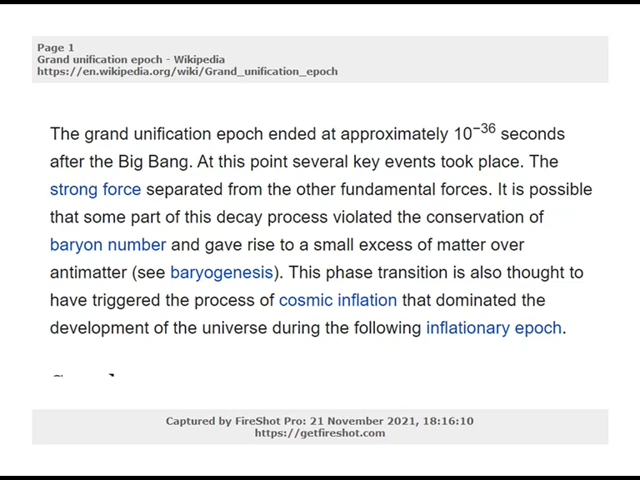 Page 1
Grand unification epoch - Wikipedia
https://en.wikipedia.org/wiki/Grand_unification_epoch
The grand unification epoch ended at approximately 10⁻³⁶ seconds
after the Big Bang. At this point several key events took place. The
strong force separated from the other fundamental forces. It is possible
that some part of this decay process violated the conservation of
baryon number and gave rise to a small excess of matter over
antimatter (see baryogenesis). This phase transition is also thought to
have triggered the process of cosmic inflation that dominated the
development of the universe during the following inflationary epoch.
Captured by FireShot Pro: 21 November 2021, 18:16:10
https://getfireshot.com